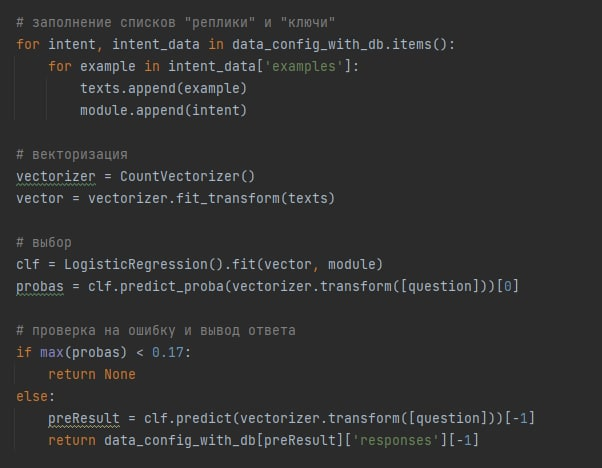 # заполнение списков "реплики" и "ключи"
for intent, intent_data in data_config_with_db.items():
    for example in intent_data['examples']:
        texts.append(example)
        module.append(intent)

# векторизация
vectorizer = CountVectorizer()
vector = vectorizer.fit_transform(texts)

# выбор
clf = LogisticRegression().fit(vector, module)
probas = clf.predict_proba(vectorizer.transform([question]))[0]

# проверка на ошибку и вывод ответа
if max(probas) < 0.17:
    return None
else:
    preResult = clf.predict(vectorizer.transform([question]))[-1]
    return data_config_with_db[preResult]['responses'][-1]